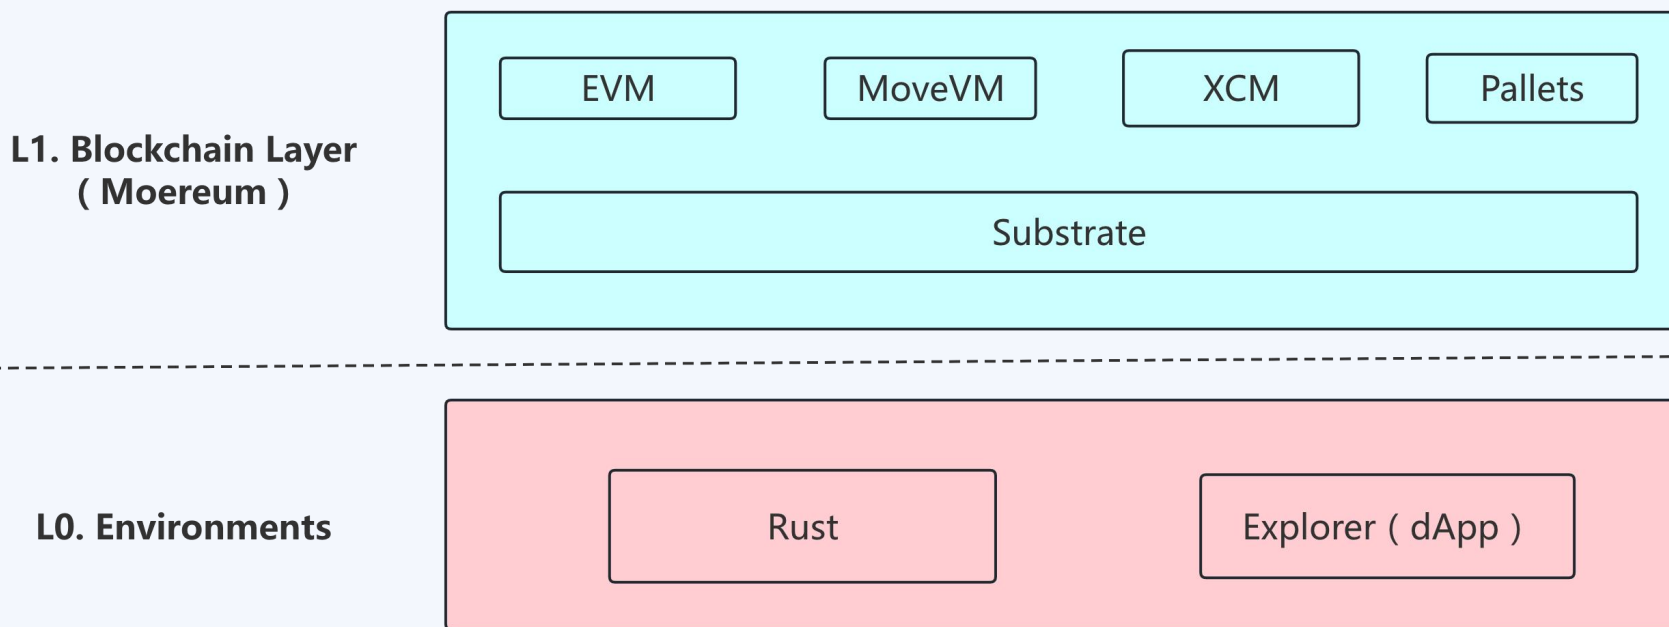 EVM
MoveVM
XCM
Pallets
L1. Blockchain Layer
( Moereum )
Substrate
L0. Environments
Rust
Explorer ( dApp )